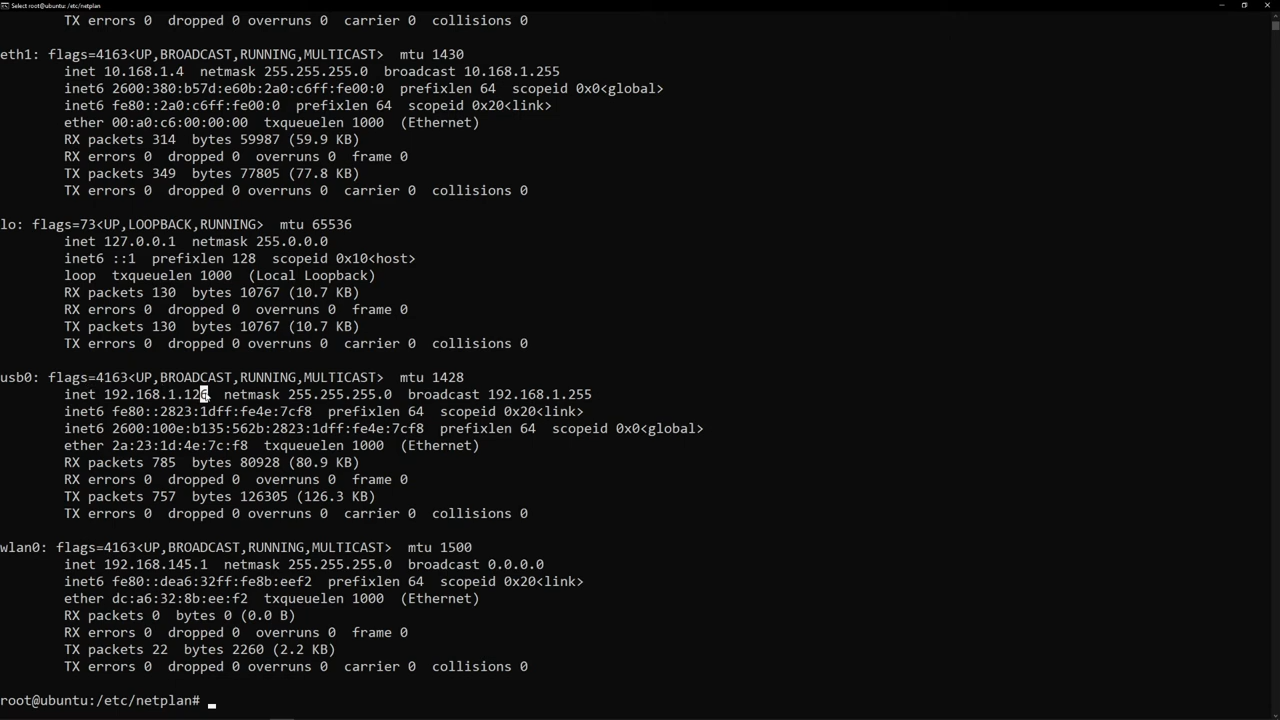 Select root@ubuntu: /etc/netplan
TX errors 0  dropped 0 overruns 0  carrier 0  collisions 0
eth1: flags=4163<UP,BROADCAST,RUNNING,MULTICAST>  mtu 1430
inet 10.168.1.4  netmask 255.255.255.0  broadcast 10.168.1.255
inet6 2600:380:b57d:e60b:2a0:c6ff:fe00:0  prefixlen 64  scopeid 0x0<global>
inet6 fe80::2a0:c6ff:fe00:0  prefixlen 64  scopeid 0x20<link>
ether 00:a0:c6:00:00:00  txqueuelen 1000  (Ethernet)
RX packets 314  bytes 59987 (59.9 KB)
RX errors 0  dropped 0  overruns 0  frame 0
TX packets 349  bytes 77805 (77.8 KB)
TX errors 0  dropped 0 overruns 0  carrier 0  collisions 0
lo: flags=73<UP,LOOPBACK,RUNNING>  mtu 65536
inet 127.0.0.1  netmask 255.0.0.0
inet6 ::1  prefixlen 128  scopeid 0x10<host>
loop  txqueuelen 1000  (Local Loopback)
RX packets 130  bytes 10767 (10.7 KB)
RX errors 0  dropped 0  overruns 0  frame 0
TX packets 130  bytes 10767 (10.7 KB)
TX errors 0  dropped 0 overruns 0  carrier 0  collisions 0
usb0: flags=4163<UP,BROADCAST,RUNNING,MULTICAST>  mtu 1428
inet 192.168.1.126  netmask 255.255.255.0  broadcast 192.168.1.255
inet6 fe80::2823:1dff:fe4e:7cf8  prefixlen 64  scopeid 0x20<link>
inet6 2600:100e:b135:562b:2823:1dff:fe4e:7cf8  prefixlen 64  scopeid 0x0<global>
ether 2a:23:1d:4e:7c:f8  txqueuelen 1000  (Ethernet)
RX packets 785  bytes 80928 (80.9 KB)
RX errors 0  dropped 0  overruns 0  frame 0
TX packets 757  bytes 126305 (126.3 KB)
TX errors 0  dropped 0 overruns 0  carrier 0  collisions 0
wlan0: flags=4163<UP,BROADCAST,RUNNING,MULTICAST>  mtu 1500
inet 192.168.145.1  netmask 255.255.255.0  broadcast 0.0.0.0
inet6 fe80::dea6:32ff:fe8b:eef2  prefixlen 64  scopeid 0x20<link>
ether dc:a6:32:8b:ee:f2  txqueuelen 1000  (Ethernet)
RX packets 0  bytes 0 (0.0 B)
RX errors 0  dropped 0  overruns 0  frame 0
TX packets 22  bytes 2260 (2.2 KB)
TX errors 0  dropped 0 overruns 0  carrier 0  collisions 0
root@ubuntu:/etc/netplan#